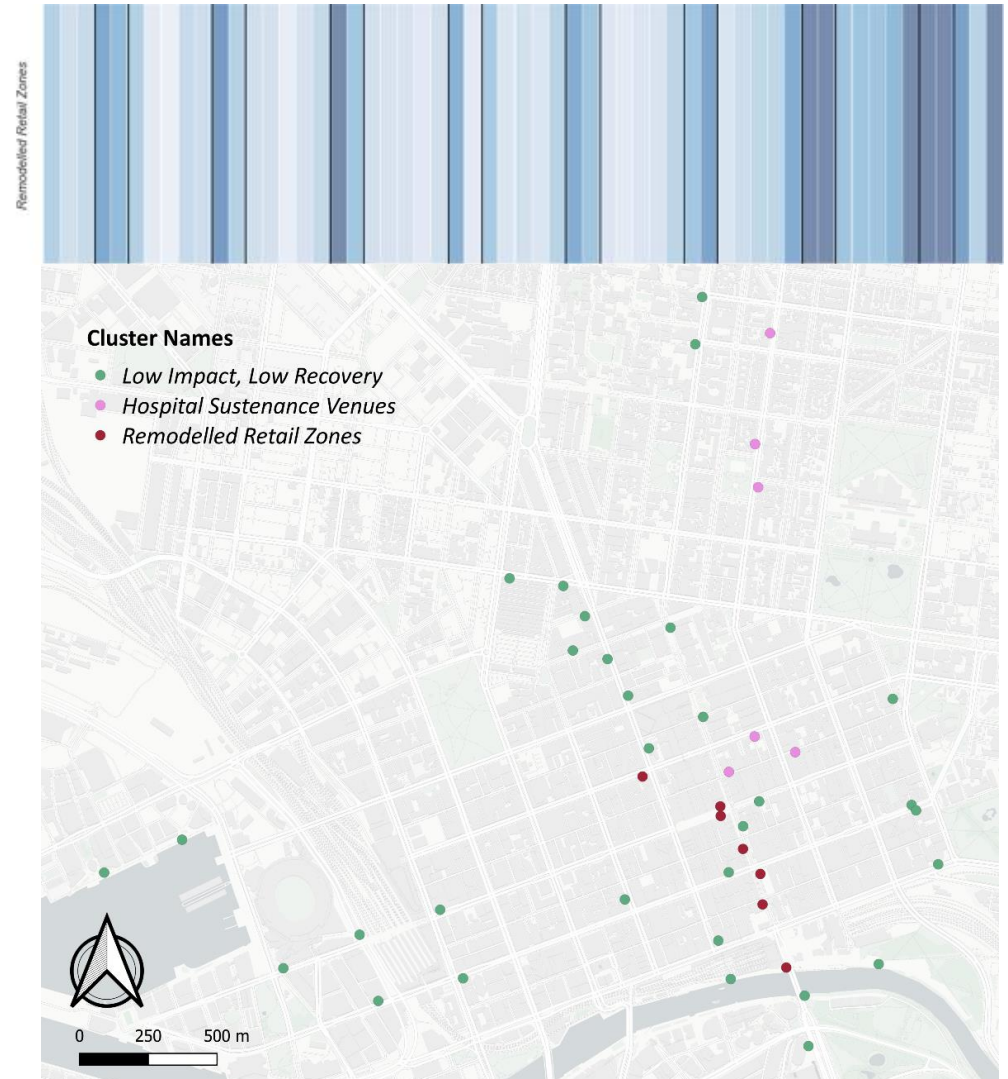 Remodelled Retail Zones
Cluster Names
Low Impact, Low Recovery
Hospital Sustenance Venues
Remodelled Retail Zones
0 250 500 m